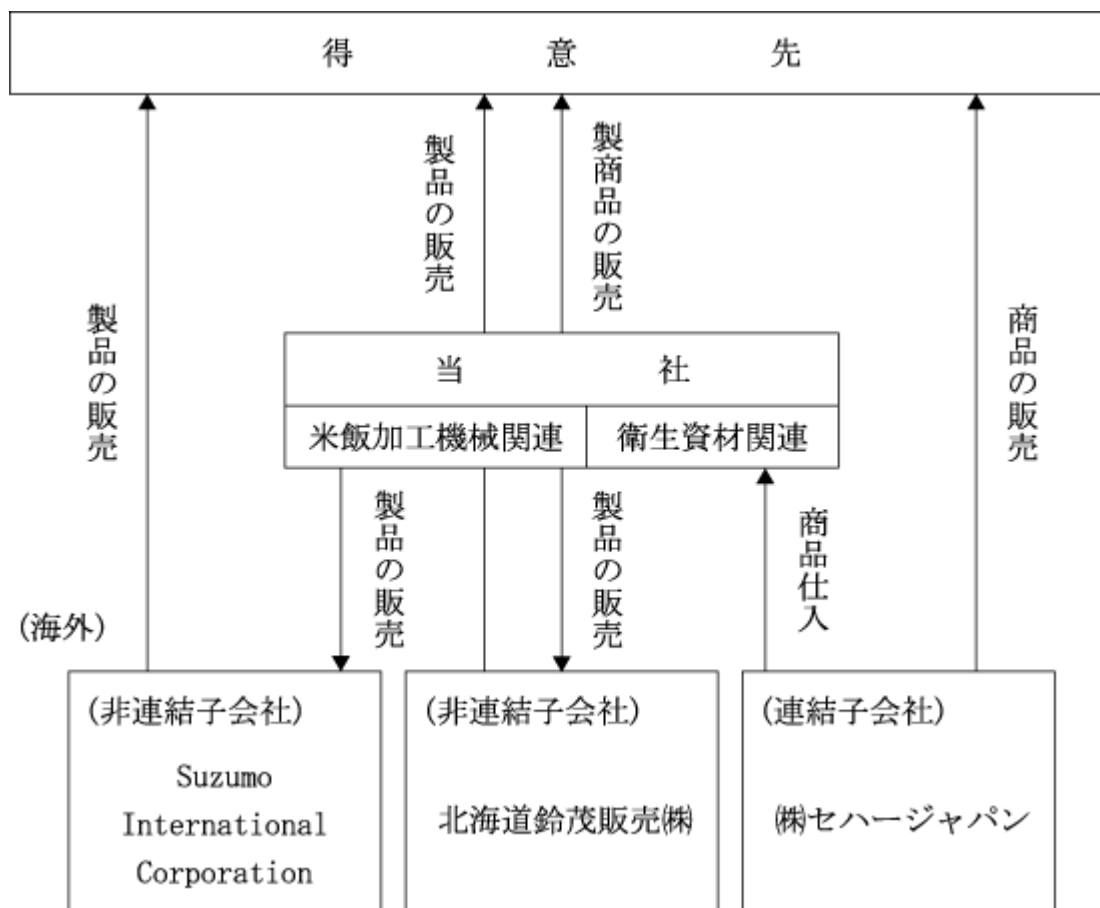 得意先
製品の販売
製品の販売
製商品の販売
商品の販売
当社
米飯加工機械関連
衛生資材関連
製品の販売
製品の販売
商品仕入
(海外)
(非連結子会社)
Suzumo
International
Corporation
(非連結子会社)
北海道鈴茂販売㈱
(連結子会社)
㈱セハージャパン